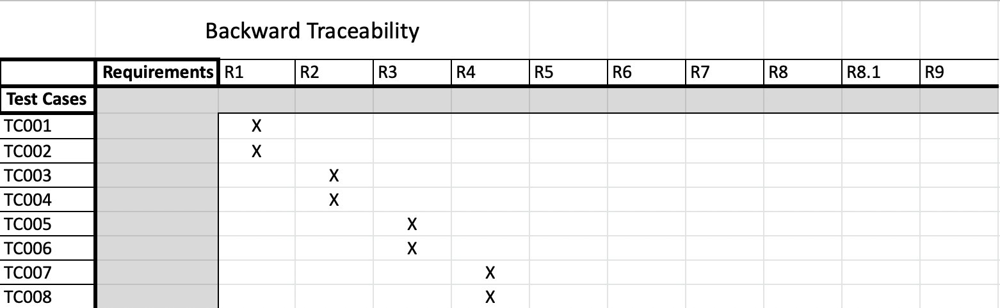 Backward Traceability
Requirements R1 R2 R3 R4 R5 R6 R7 R8 R8.1 R9
Test Cases
TC001 X
TC002 X
TC003 X
TC004 X
TC005 X
TC006 X
TC007 X
TC008 X